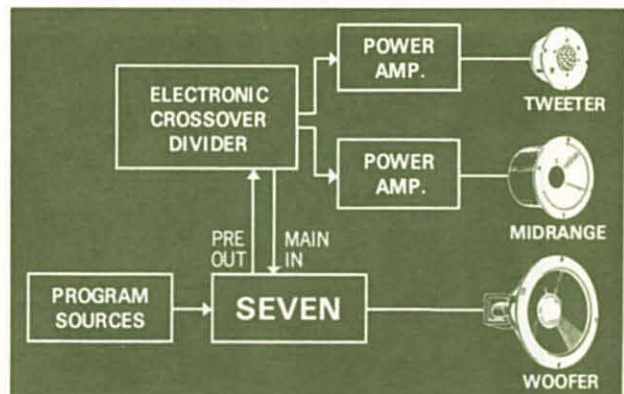 POWER
AMP.
TWEETER
ELECTRONIC
CROSSOVER
DIVIDER
POWER
AMP.
MIDRANGE
PRE
OUT
MAIN
IN
PROGRAM
SOURCES
SEVEN
WOOFER